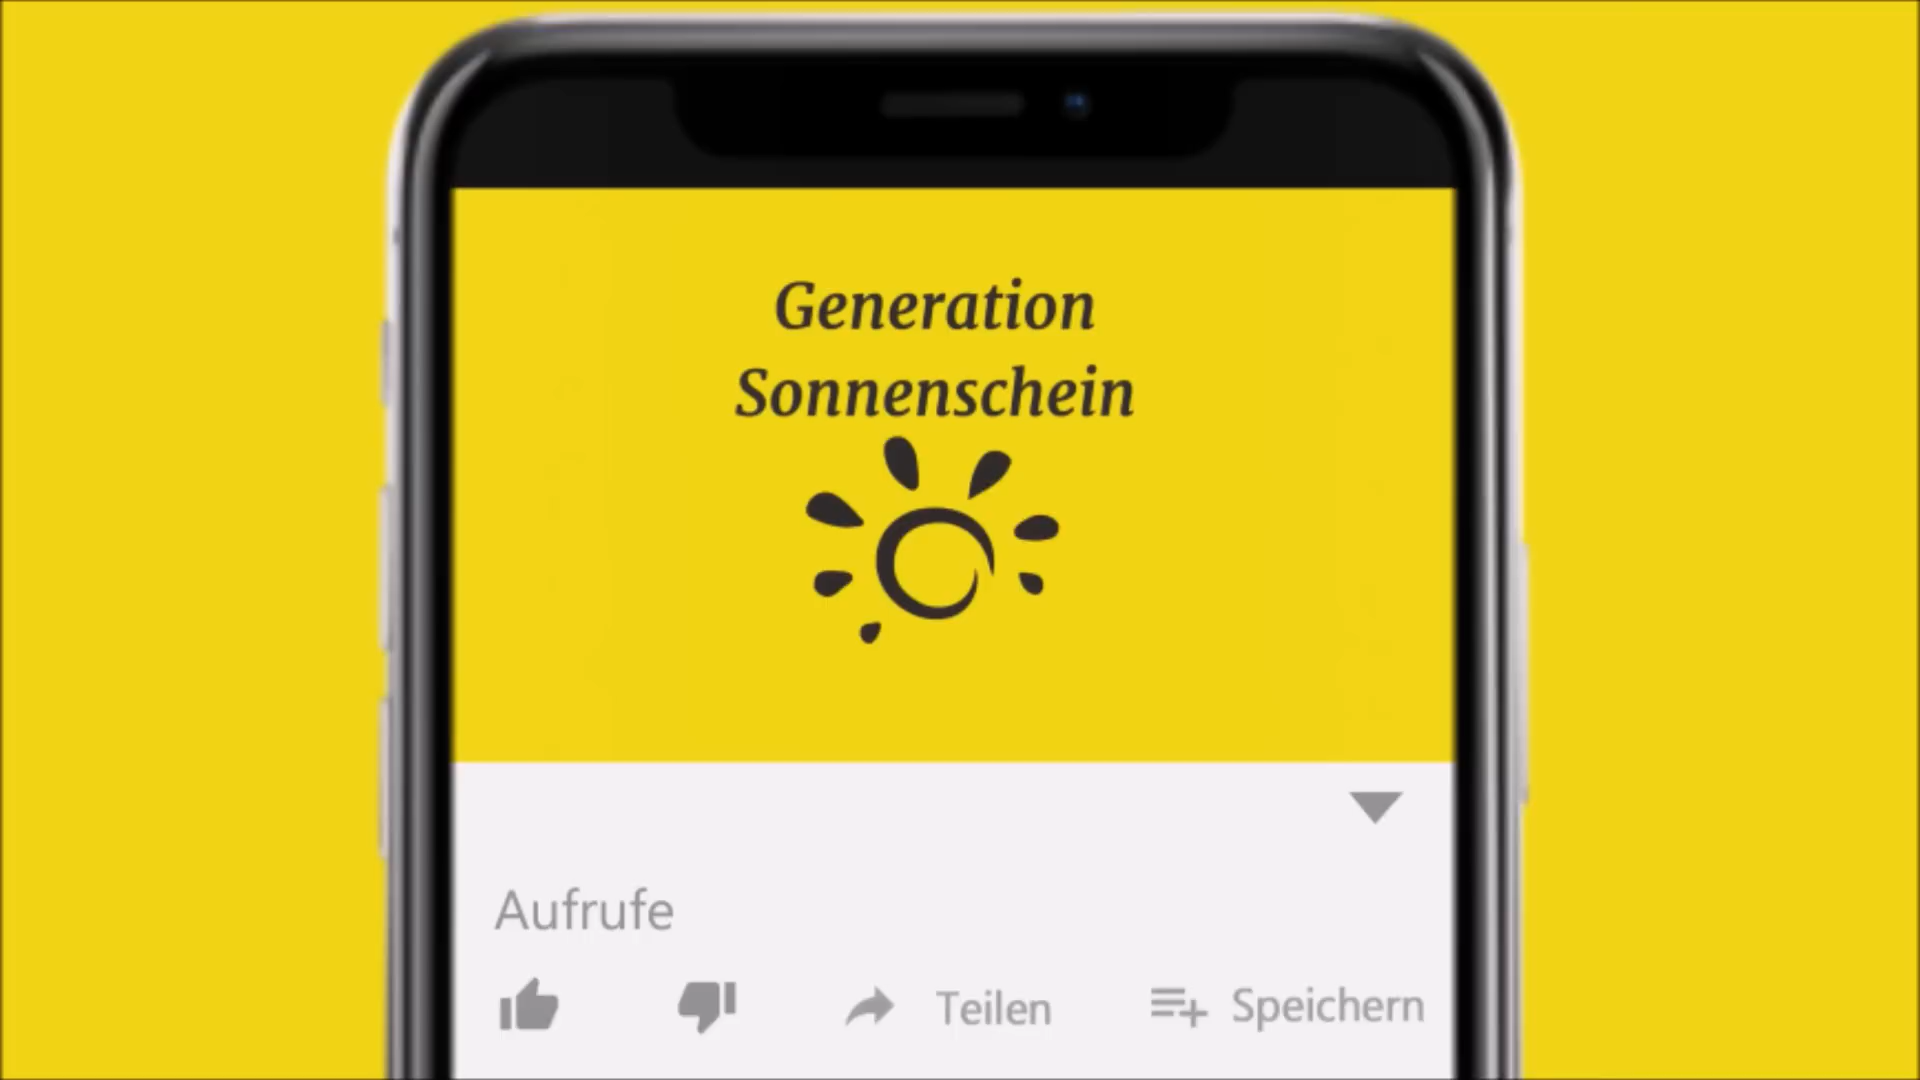 Generation
Sonnenschein
Aufrufe
Teilen
Speichern